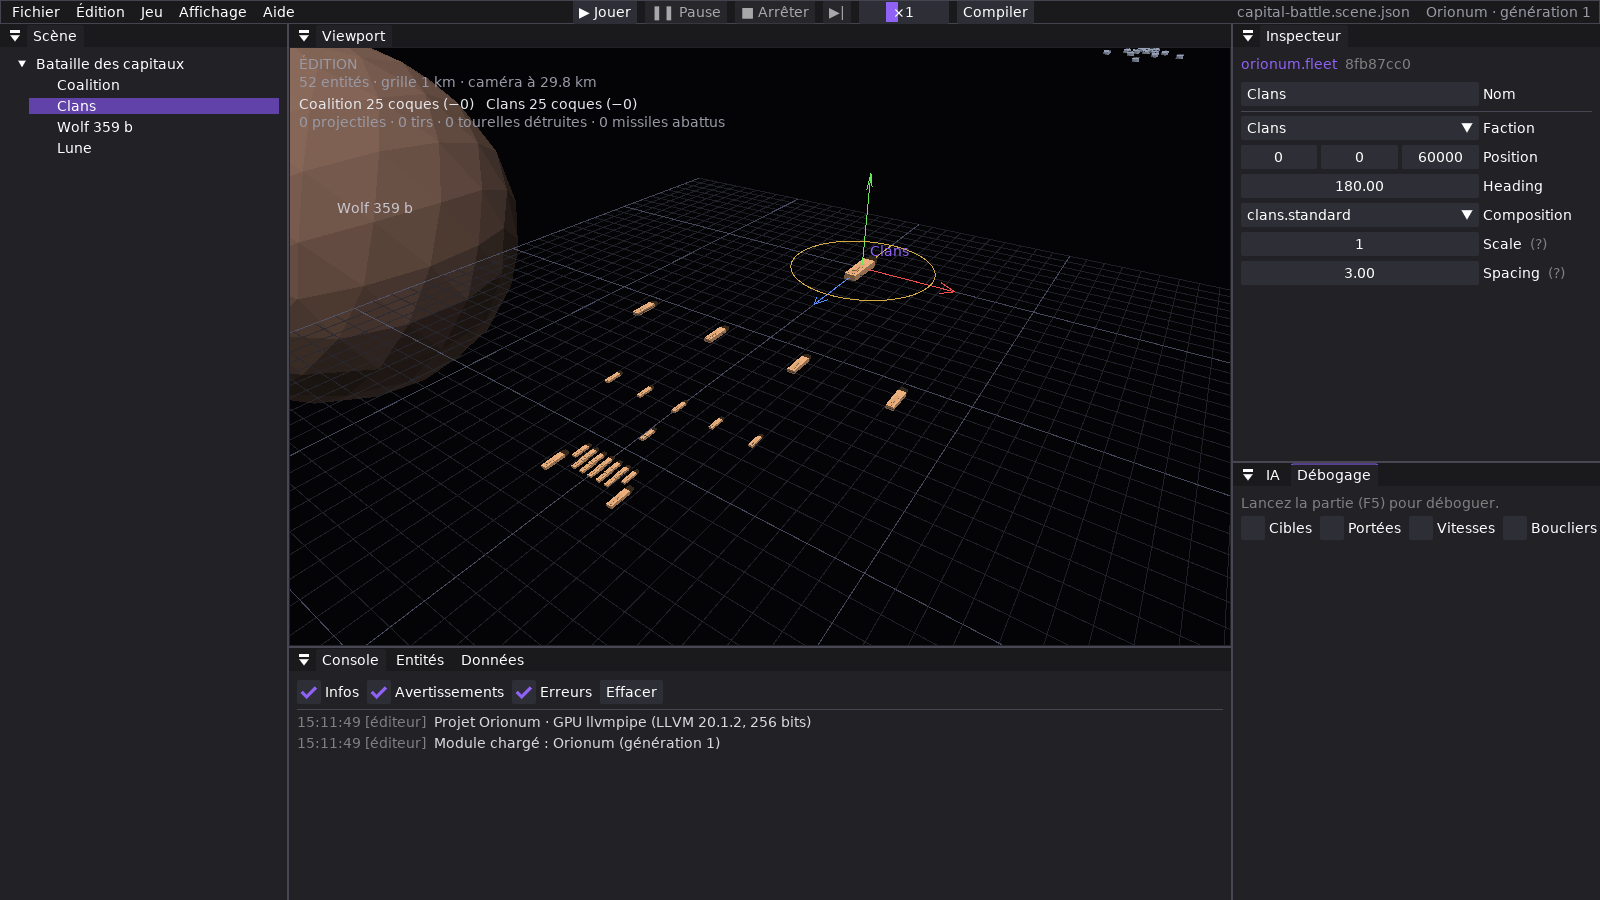 Fichier Édition Jeu Affichage Aide ▶ Jouer ❚❚ Pause ■ Arrêter ▶| ×1 Compiler capital-battle.scene.json Orionum · génération 1
Scène
Bataille des capitaux
Coalition
Clans
Wolf 359 b
Lune
Viewport
ÉDITION
52 entités · grille 1 km · caméra à 29.8 km
Coalition 25 coques (−0) Clans 25 coques (−0)
0 projectiles · 0 tirs · 0 tourelles détruites · 0 missiles abattus
Wolf 359 b
Clans
Console Entités Données
Infos Avertissements Erreurs Effacer
15:11:49 [éditeur] Projet Orionum · GPU llvmpipe (LLVM 20.1.2, 256 bits)
15:11:49 [éditeur] Module chargé : Orionum (génération 1)
Inspecteur
orionum.fleet 8fb87cc0
Clans Nom
Clans Faction
0 0 60000 Position
180.00 Heading
clans.standard Composition
1 Scale (?)
3.00 Spacing (?)
IA Débogage
Lancez la partie (F5) pour déboguer.
Cibles Portées Vitesses Boucliers